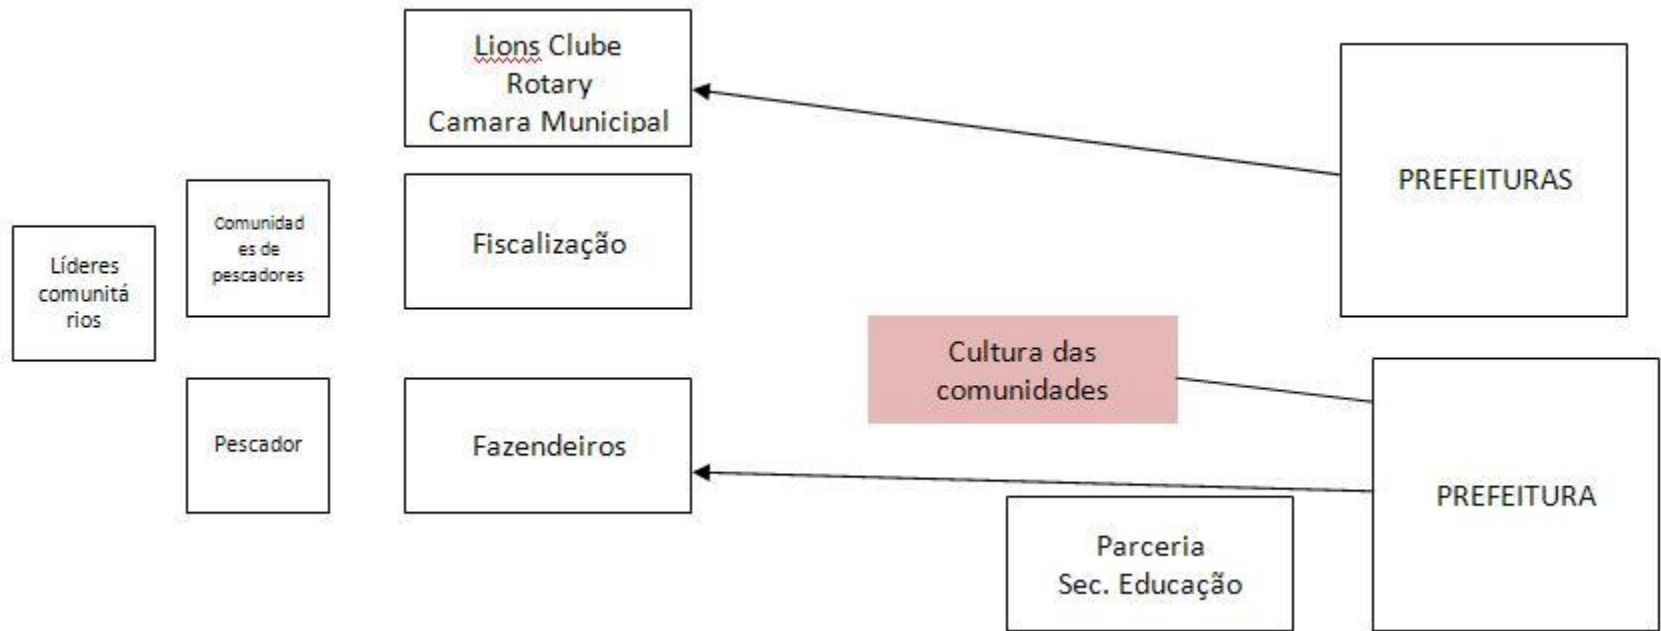 Lions Clube
Rotary
Camara Municipal
PREFEITURAS
Comunidad
es de
pescadores
Fiscalização
Líderes
comunitá
rios
Cultura das
comunidades
Pescador
Fazendeiros
PREFEITURA
Parceria
Sec. Educação